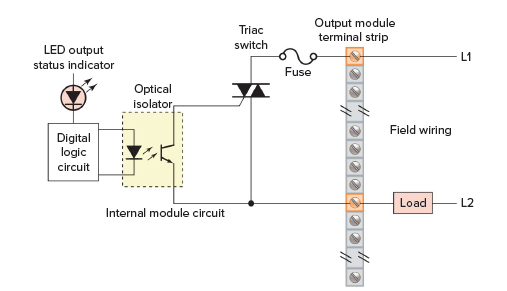 Output module
terminal strip
Triac
switch
L1
Fuse
LED output
status indicator
Optical
isolator
Digital
logic
circuit
Field wiring
Internal module circuit
Load
L2